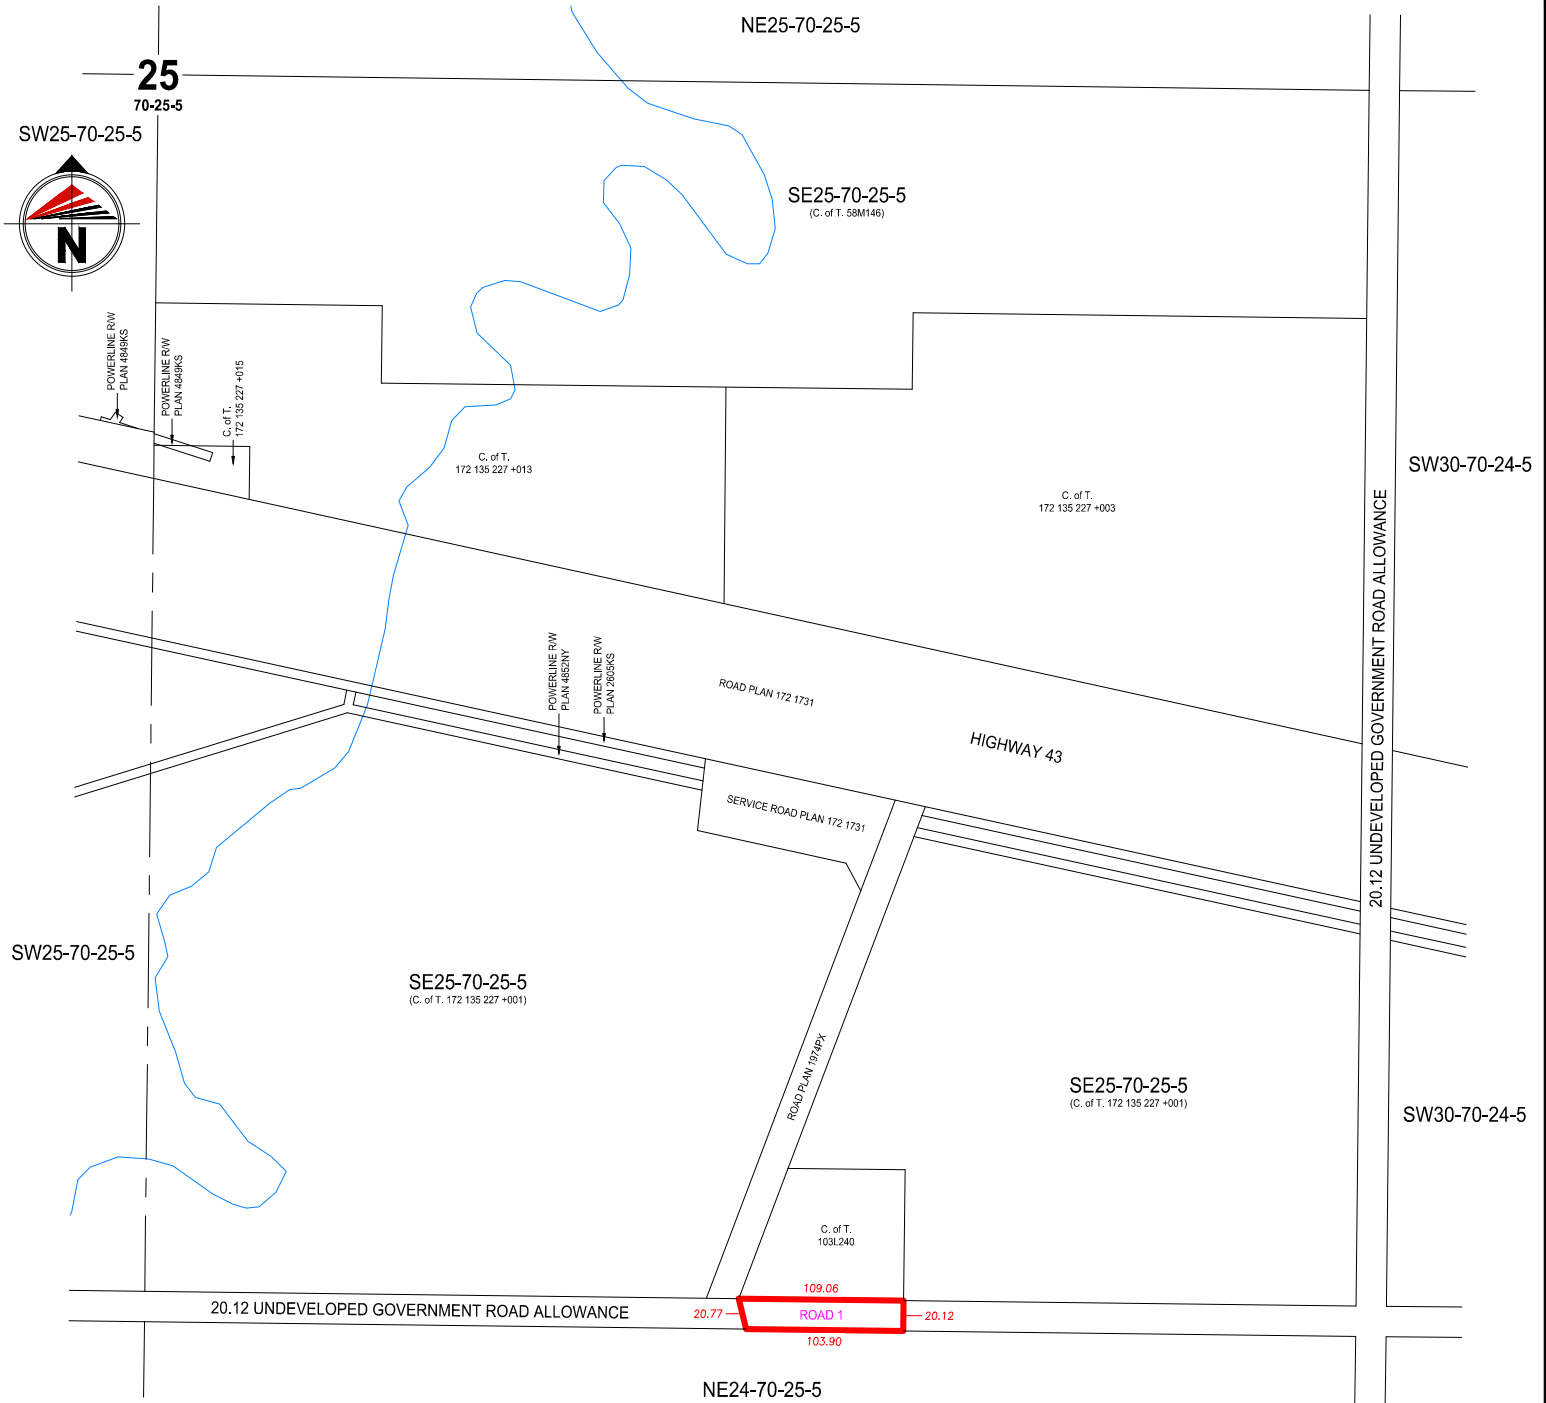 NE25-70-25-5
25
70-25-5
SW25-70-25-5
N
SE25-70-25-5
(C. of T. 58M146)
POWERLINE R/W
PLAN 4849KS
POWERLINE R/W
PLAN 4849KS
C. of T.
172 135 227 +015
C. of T.
172 135 227 +013
C. of T.
172 135 227 +003
SW30-70-24-5
20.12 UNDEVELOPED GOVERNMENT ROAD ALLOWANCE
POWERLINE R/W
PLAN 4852NY
POWERLINE R/W
PLAN 2605KS
ROAD PLAN 172 1731
HIGHWAY 43
SERVICE ROAD PLAN 172 1731
SW25-70-25-5
SE25-70-25-5
(C. of T. 172 135 227 +001)
ROAD PLAN 1974PX
SE25-70-25-5
(C. of T. 172 135 227 +001)
SW30-70-24-5
C. of T.
103L240
109.06
20.12 UNDEVELOPED GOVERNMENT ROAD ALLOWANCE
20.77
ROAD 1
20.12
103.90
NE24-70-25-5